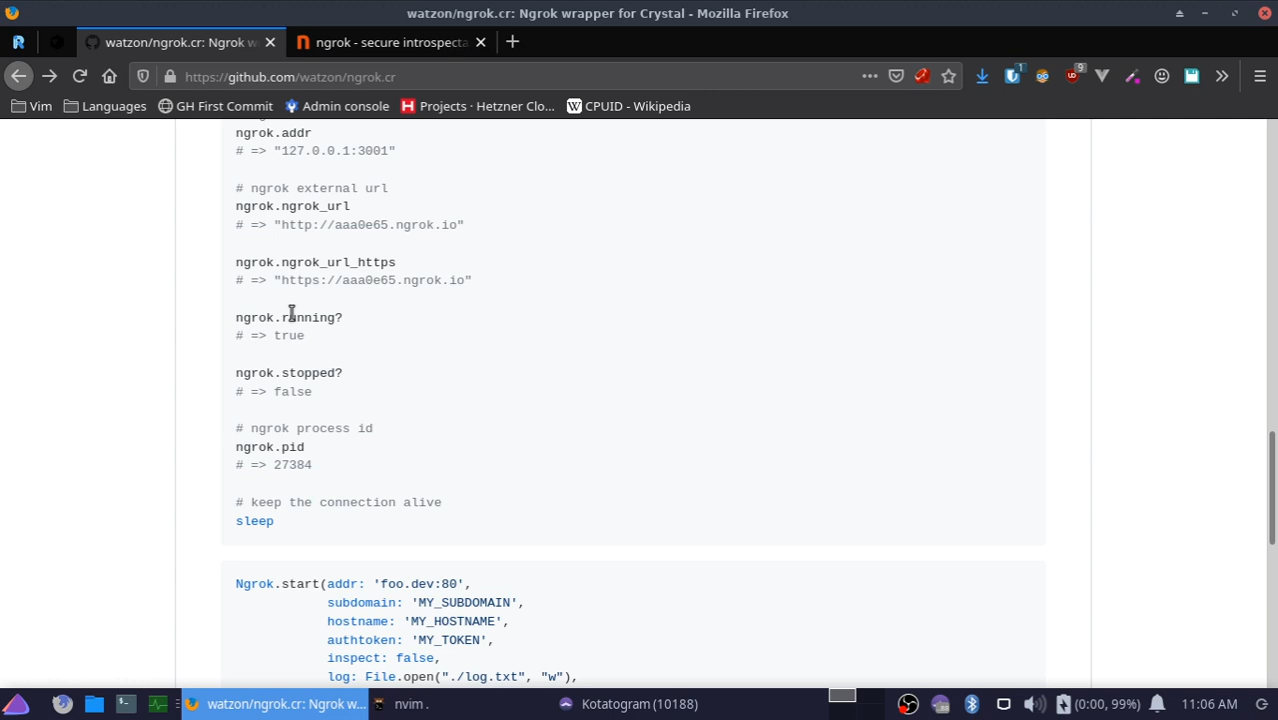 watzon/ngrok.cr: Ngrok wrapper for Crystal - Mozilla Firefox
watzon/ngrok.cr: Ngrok w
ngrok - secure introspecta
https://github.com/watzon/ngrok.cr
1
9
Vim
Languages
GH First Commit
Admin console
Projects · Hetzner Clo...
CPUID - Wikipedia
ngrok.addr
# => "127.0.0.1:3001"
# ngrok external url
ngrok.ngrok_url
# => "http://aaa0e65.ngrok.io"
ngrok.ngrok_url_https
# => "https://aaa0e65.ngrok.io"
ngrok.running?
# => true
ngrok.stopped?
# => false
# ngrok process id
ngrok.pid
# => 27384
# keep the connection alive
sleep
Ngrok.start(addr: 'foo.dev:80',
subdomain: 'MY_SUBDOMAIN',
hostname: 'MY_HOSTNAME',
authtoken: 'MY_TOKEN',
inspect: false,
log: File.open("./log.txt", "w"),
watzon/ngrok.cr: Ngrok w...
nvim .
Kotatogram (10188)
(0:00, 99%)
11:06 AM